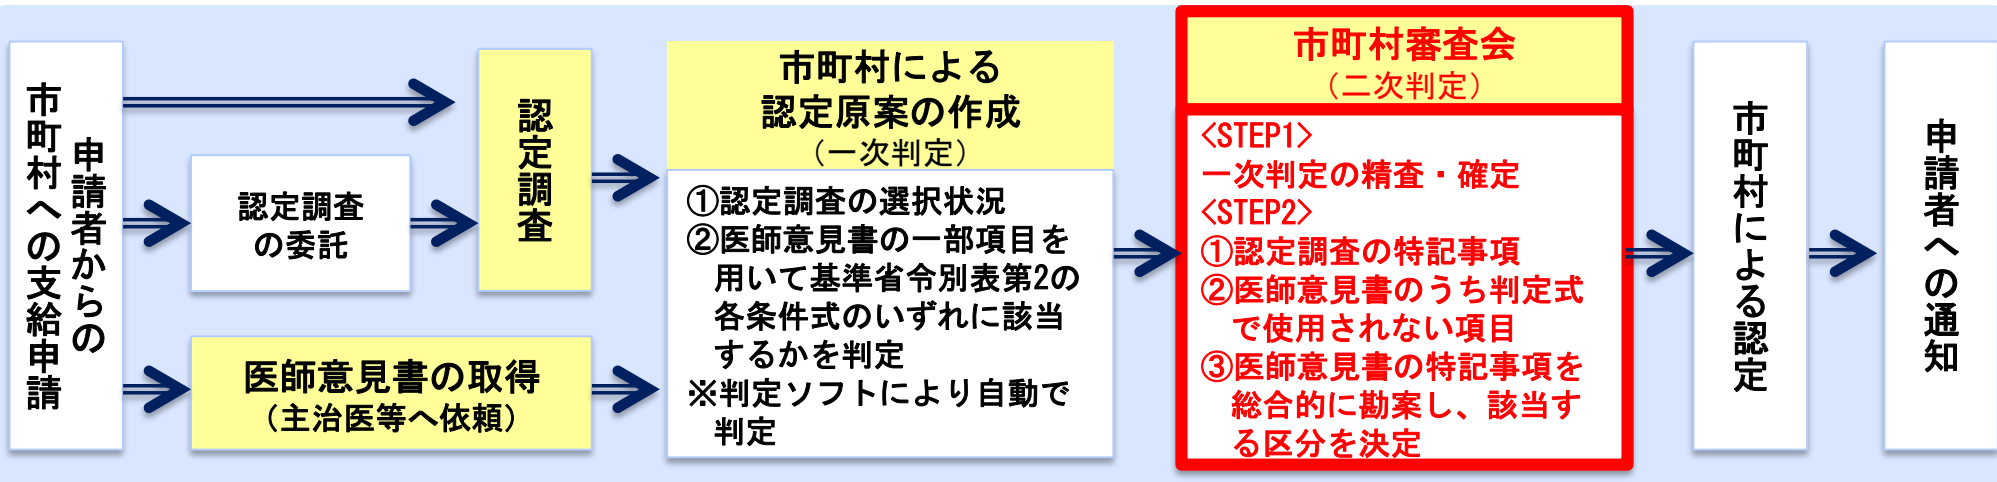 申請者からの
市町村への支給申請
認定調査
の委託
医師意見書の取得
（主治医等へ依頼）
認定調査
市町村による
認定原案の作成
（一次判定）
①認定調査の選択状況
②医師意見書の一部項目を
用いて基準省令別表第2の
各条件式のいずれに該当
するかを判定
※判定ソフトにより自動で
判定
市町村審査会
（二次判定）
<STEP1>
一次判定の精査・確定
<STEP2>
①認定調査の特記事項
②医師意見書のうち判定式
で使用されない項目
③医師意見書の特記事項を
総合的に勘案し、該当す
る区分を決定
市町村による認定
申請者への通知